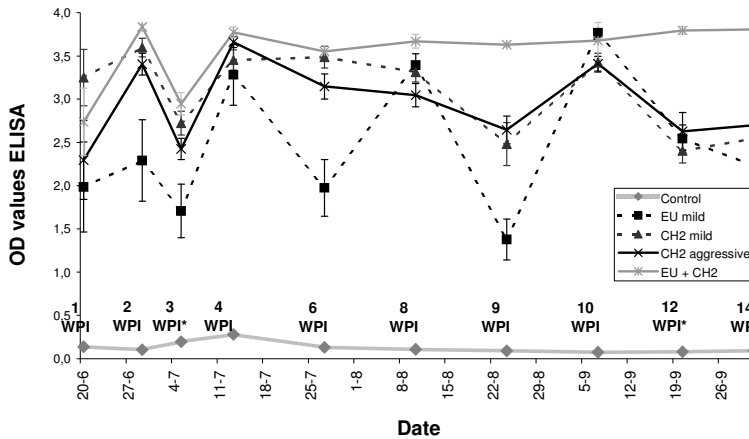 4,0
3,5
3,0
2,5
2,0
1,5
1,0
0,5
0,0
OD values ELISA
Control
EU mild
CH2 mild
CH2 aggressive
EU + CH2
1 2 3 4 6 8 9 10 12 14
WPI WPI WPI* WPI WPI WPI WPI WPI WPI* WP
20-6 27-6 4-7 11-7 18-7 25-7 1-8 8-8 15-8 22-8 29-8 5-9 12-9 19-9 26-9
Date